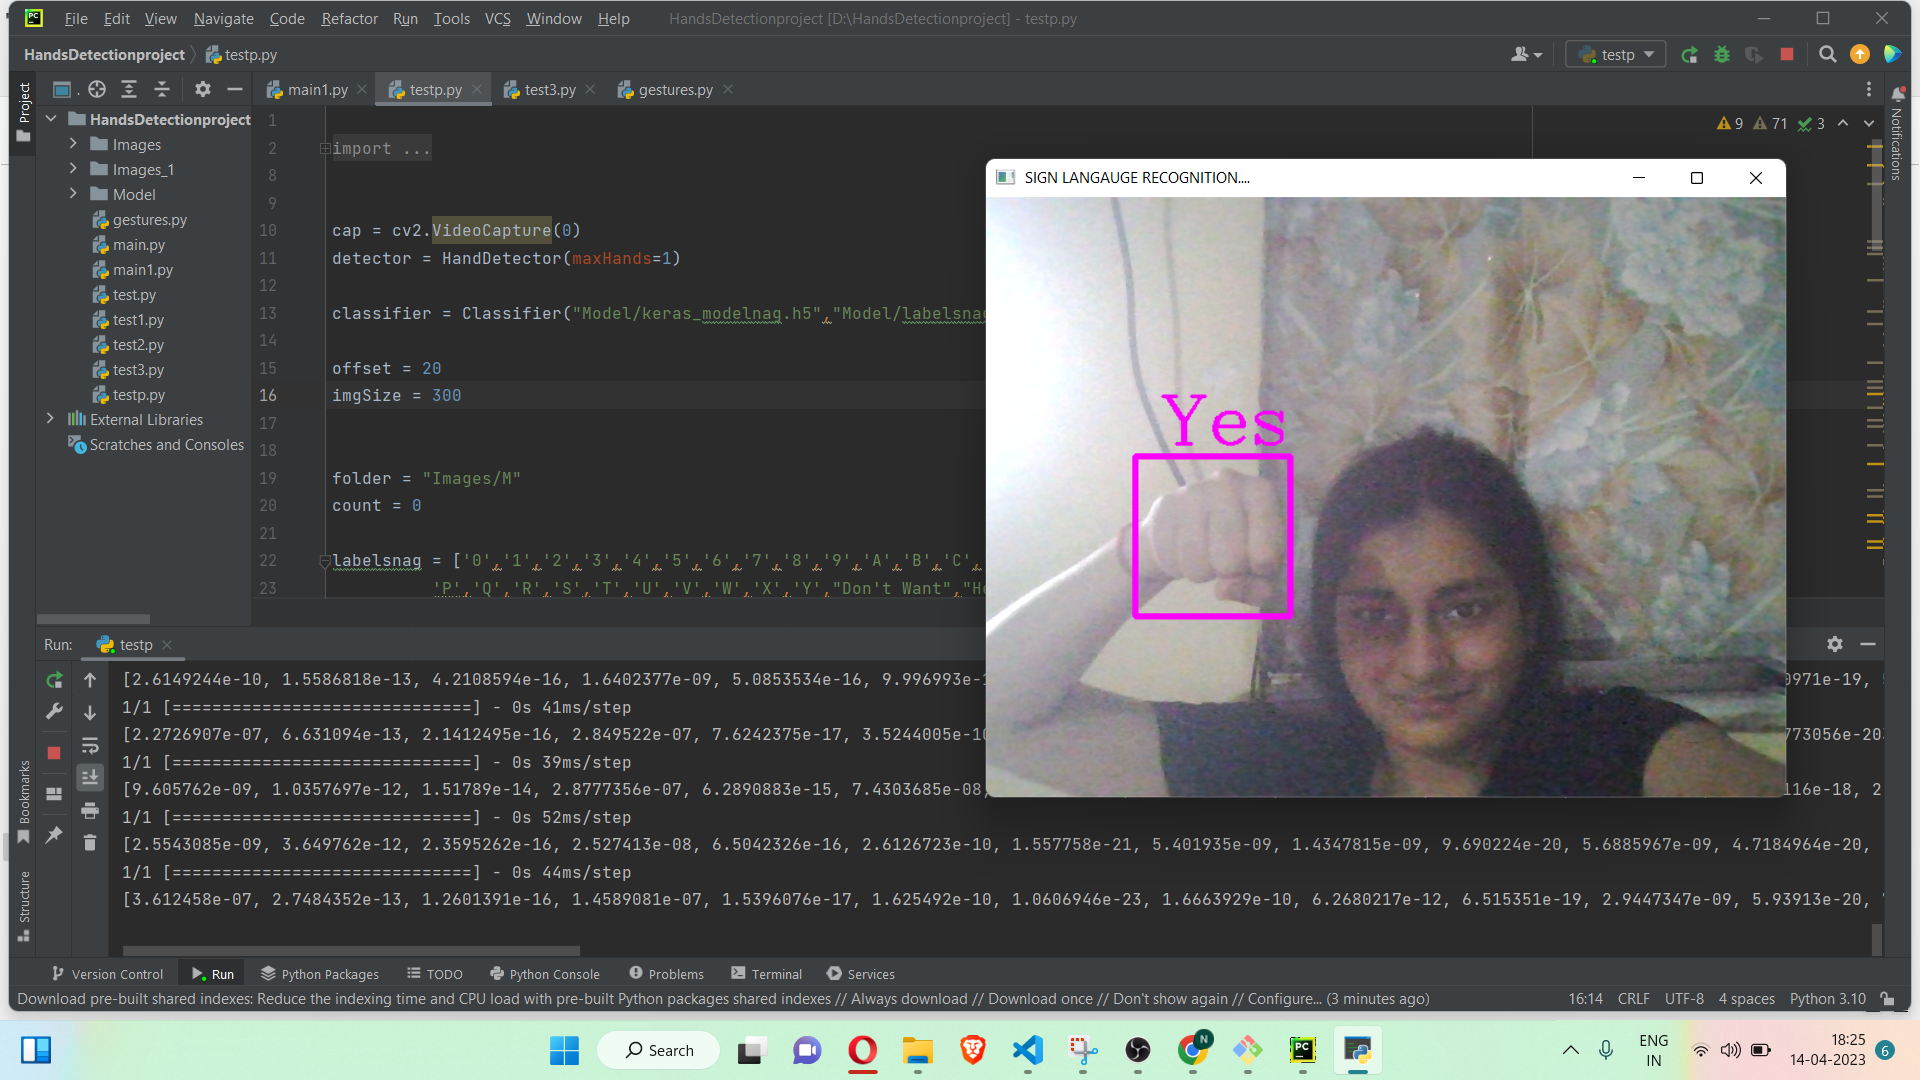 File Edit View Navigate Code Refactor Run Tools VCS Window Help HandsDetectionproject [D:\HandsDetectionproject] - testp.py
HandsDetectionproject testp.py testp
Project
main1.py testp.py test3.py gestures.py
HandsDetectionproject
Images
Images_1
Model
gestures.py
main.py
main1.py
test.py
test1.py
test2.py
test3.py
testp.py
External Libraries
Scratches and Consoles
9 71 3
Notifications
1
2 import ...
8
9
10 cap = cv2.VideoCapture(0)
11 detector = HandDetector(maxHands=1)
12
13 classifier = Classifier("Model/keras_modelnag.h5","Model/labelsnag
14
15 offset = 20
16 imgSize = 300
17
18
19 folder = "Images/M"
20 count = 0
21
22 labelsnag = ['0','1','2','3','4','5','6','7','8','9','A','B','C',
23 'P','Q','R','S','T','U','V','W','X','Y',"Don't Want","He
SIGN LANGAUGE RECOGNITION....
Yes
Run: testp
[2.6149244e-10, 1.5586818e-13, 4.2108594e-16, 1.6402377e-09, 5.0853534e-16, 9.996993e- 0971e-19,
1/1 [==============================] - 0s 41ms/step
[2.2726907e-07, 6.631094e-13, 2.1412495e-16, 2.849522e-07, 7.6242375e-17, 3.5244005e-10 773056e-20
1/1 [==============================] - 0s 39ms/step
[9.605762e-09, 1.0357697e-12, 1.51789e-14, 2.8777356e-07, 6.2890883e-15, 7.4303685e-08, 116e-18, 2
1/1 [==============================] - 0s 52ms/step
[2.5543085e-09, 3.649762e-12, 2.3595262e-16, 2.527413e-08, 6.5042326e-16, 2.6126723e-10, 1.557758e-21, 5.401935e-09, 1.4347815e-09, 9.690224e-20, 5.6885967e-09, 4.7184964e-20,
1/1 [==============================] - 0s 44ms/step
[3.612458e-07, 2.7484352e-13, 1.2601391e-16, 1.4589081e-07, 1.5396076e-17, 1.625492e-10, 1.0606946e-23, 1.6663929e-10, 6.2680217e-12, 6.515351e-19, 2.9447347e-09, 5.93913e-20,
Bookmarks
Structure
Version Control Run Python Packages TODO Python Console Problems Terminal Services
Download pre-built shared indexes: Reduce the indexing time and CPU load with pre-built Python packages shared indexes // Always download // Download once // Don't show again // Configure... (3 minutes ago) 16:14 CRLF UTF-8 4 spaces Python 3.10
Search
ENG
IN
18:25
14-04-2023
6